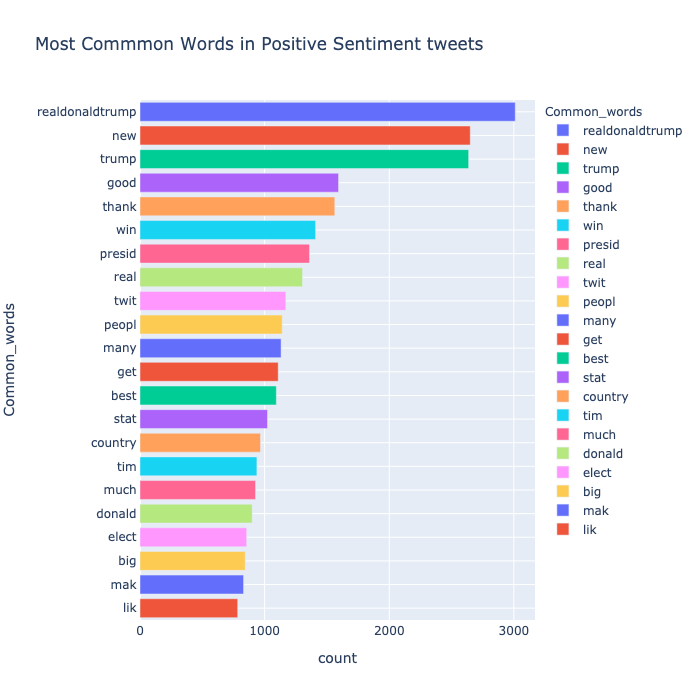 Most Commmon Words in Positive Sentiment tweets
Common_words
realdonaldtrump
new
trump
good
thank
win
presid
real
twit
peopl
many
get
best
stat
country
tim
much
donald
elect
big
mak
lik
0 1000 2000 3000
count
Common_words
realdonaldtrump
new
trump
good
thank
win
presid
real
twit
peopl
many
get
best
stat
country
tim
much
donald
elect
big
mak
lik